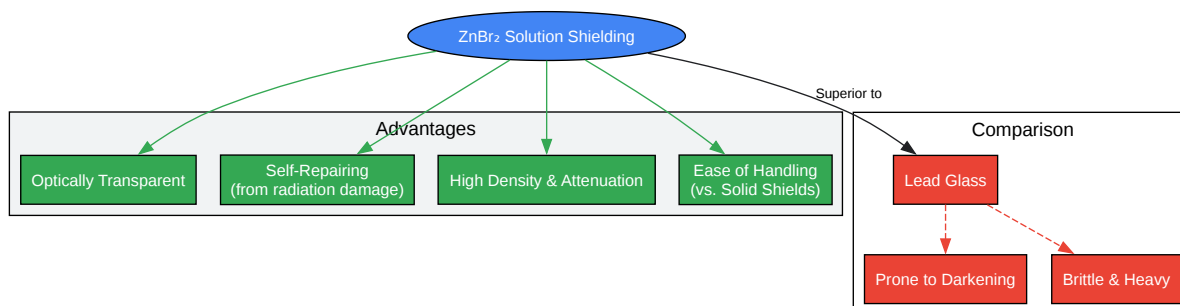 ZnBr₂ Solution Shielding
Superior to
Advantages
Comparison
Optically Transparent
Self-Repairing
(from radiation damage)
High Density & Attenuation
Ease of Handling
(vs. Solid Shields)
Lead Glass
Prone to Darkening
Brittle & Heavy